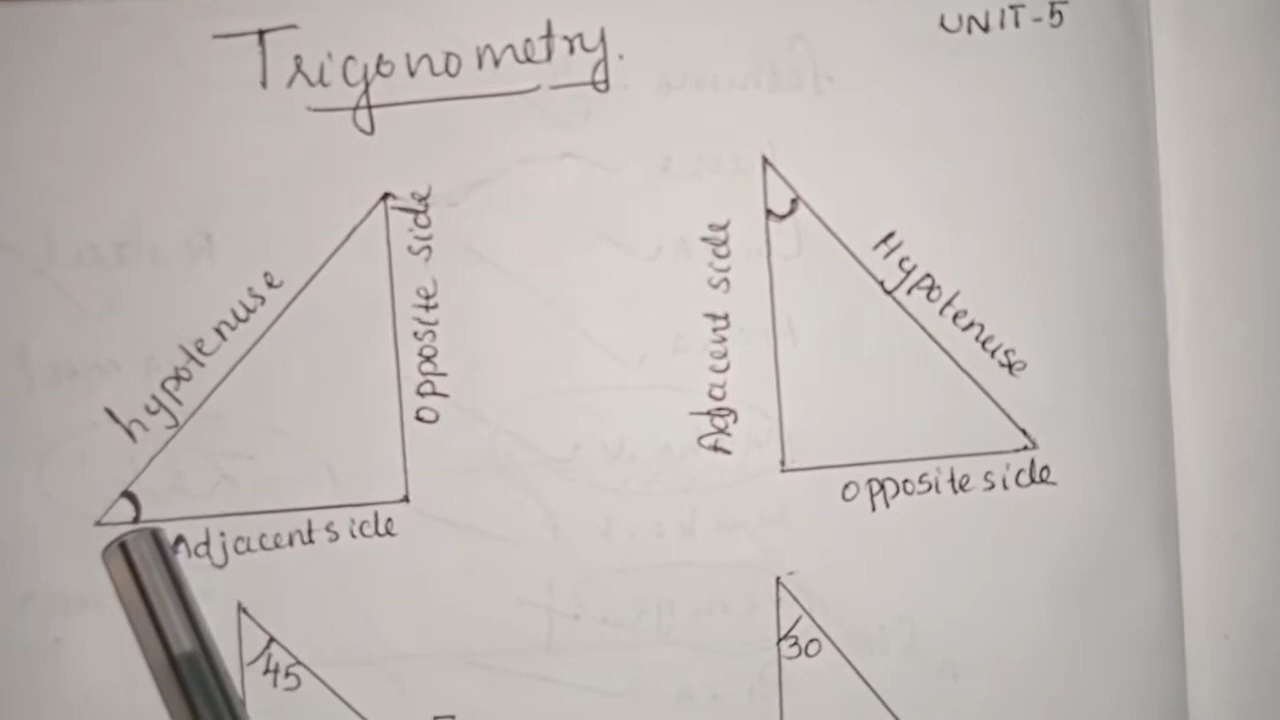 UNIT-5
Trigonometry.
hypotenuse
opposite side
Adjacent side
Adjacent side
Hypotenuse
opposite side
45
30